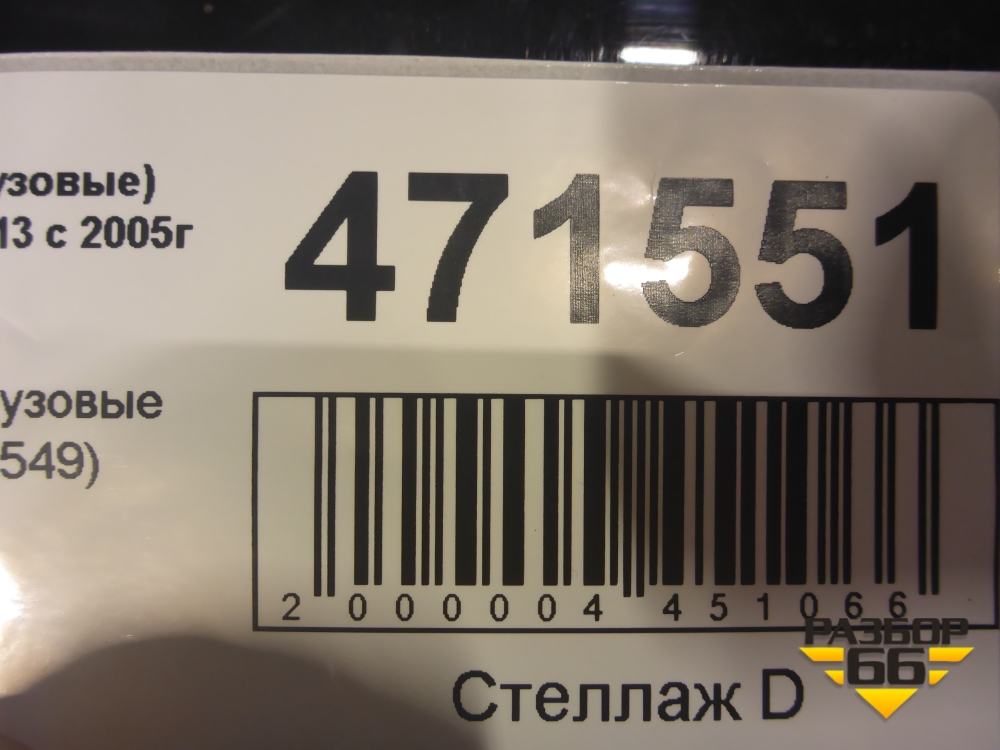 узовые)
13 с 2005г
471551
узовые
549)
2 000004 451066
Стеллаж D
РАЗБОР
66